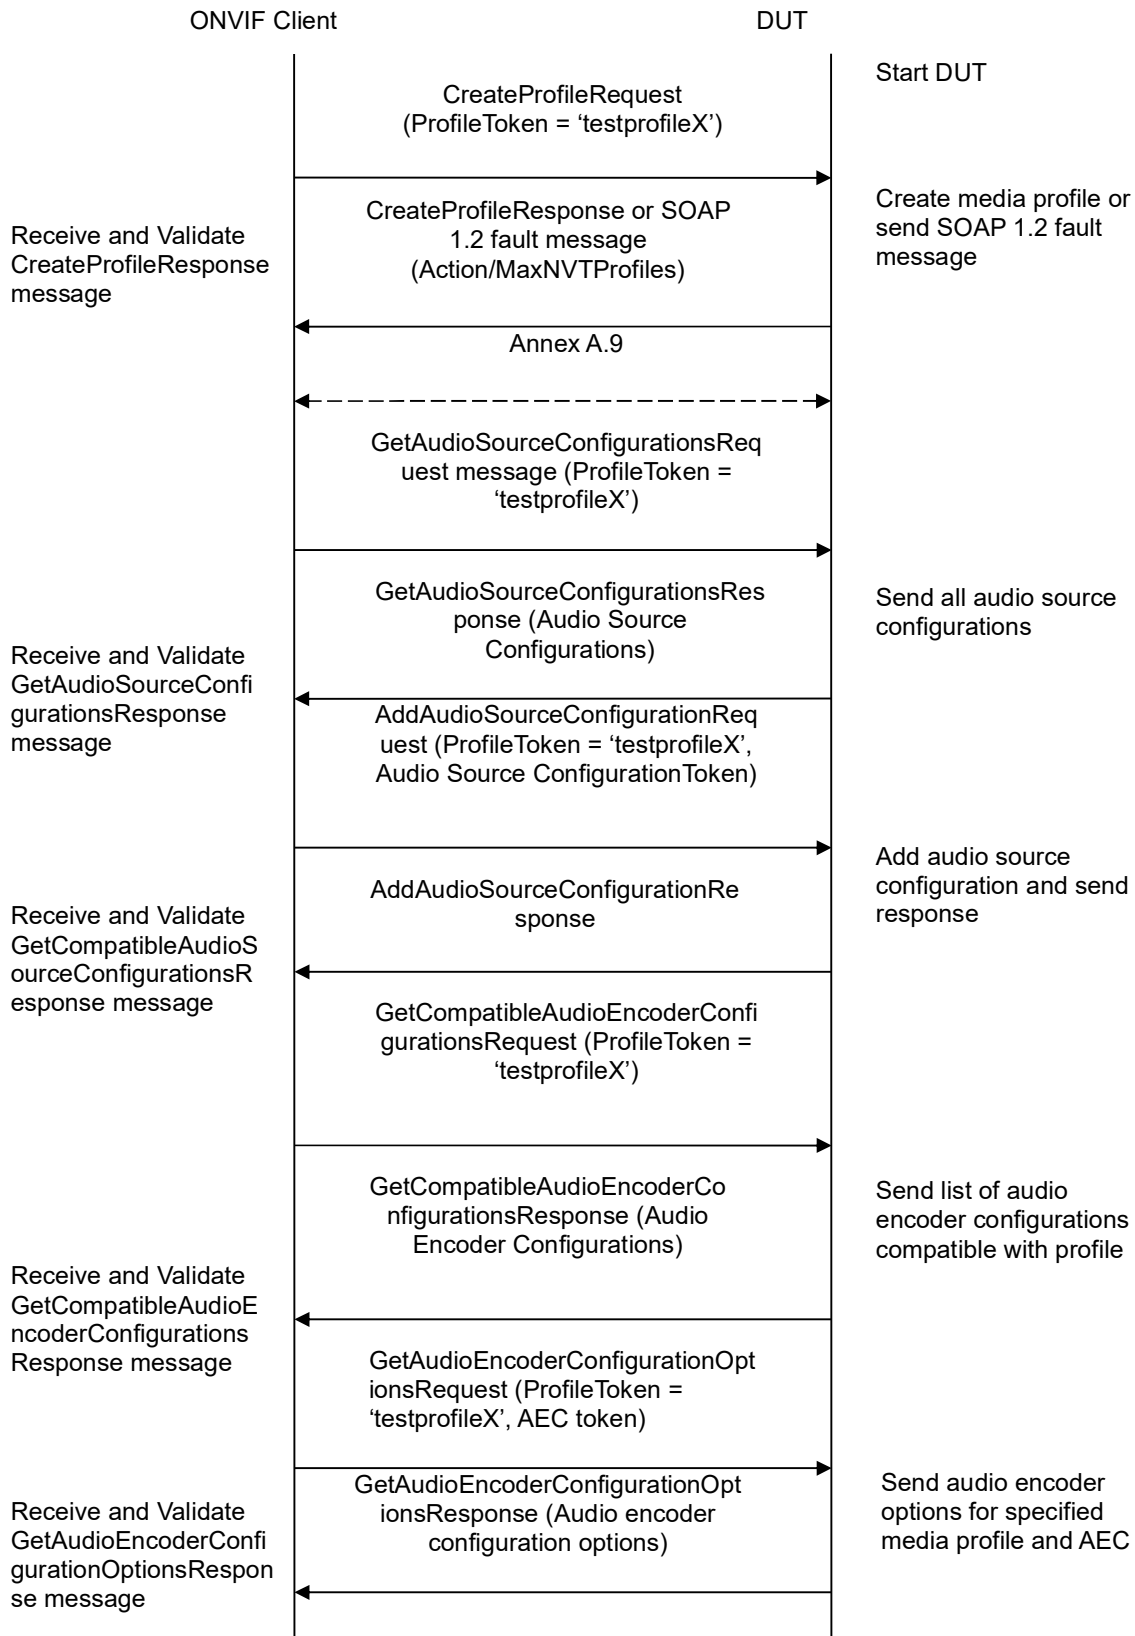 ONVIF Client
DUT
Start DUT
CreateProfileRequest
(ProfileToken = ‘testprofileX’)
Create media profile or
send SOAP 1.2 fault
message
CreateProfileResponse or SOAP
1.2 fault message
(Action/MaxNVTProfiles)
Receive and Validate
CreateProfileResponse
message
Annex A.9
GetAudioSourceConfigurationsReq
uest message (ProfileToken =
‘testprofileX’)
GetAudioSourceConfigurationsRes
ponse (Audio Source
Configurations)
Send all audio source
configurations
Receive and Validate
GetAudioSourceConfi
gurationsResponse
message
AddAudioSourceConfigurationReq
uest (ProfileToken = ‘testprofileX’,
Audio Source ConfigurationToken)
Add audio source
configuration and send
response
AddAudioSourceConfigurationRe
sponse
Receive and Validate
GetCompatibleAudioS
ourceConfigurationsR
esponse message
GetCompatibleAudioEncoderConfi
gurationsRequest (ProfileToken =
‘testprofileX’)
GetCompatibleAudioEncoderCo
nfigurationsResponse (Audio
Encoder Configurations)
Send list of audio
encoder configurations
compatible with profile
Receive and Validate
GetCompatibleAudioE
ncoderConfigurations
Response message
GetAudioEncoderConfigurationOpt
ionsRequest (ProfileToken =
‘testprofileX’, AEC token)
GetAudioEncoderConfigurationOpt
ionsResponse (Audio encoder
configuration options)
Send audio encoder
options for specified
media profile and AEC
Receive and Validate
GetAudioEncoderConfi
gurationOptionsRespon
se message